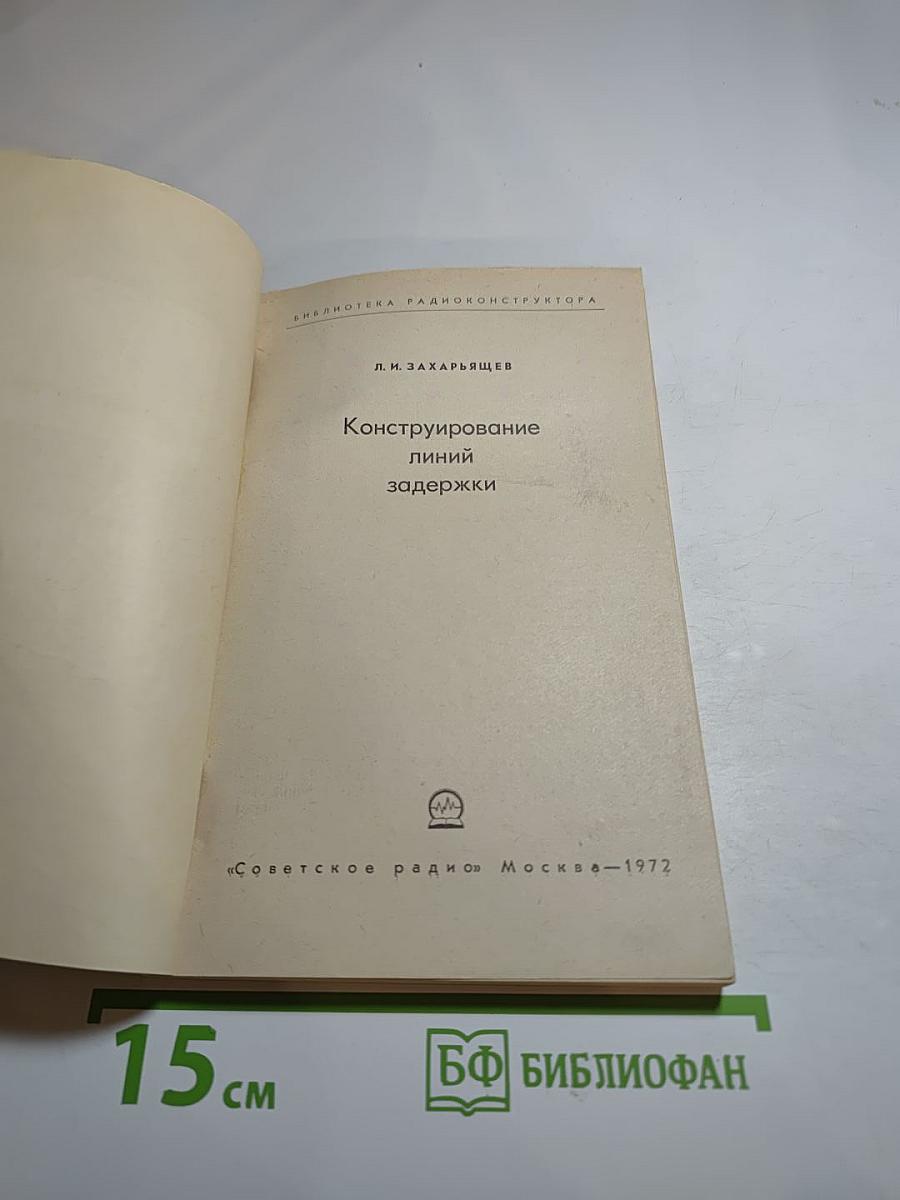 БИБЛИОТЕКА РАДИОКОНСТРУКТОРА
Л. И. ЗАХАРЬЯЩЕВ
Конструирование
линий
задержки
«Советское радио» Москва—1972
15 см
БФ БИБЛИОФАН